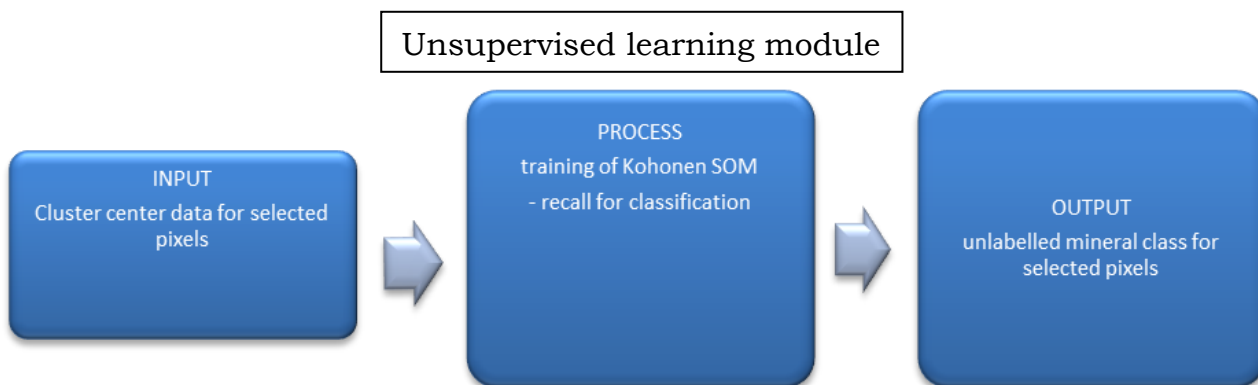 Unsupervised learning module
INPUT
Cluster center data for selected
pixels
PROCESS
training of Kohonen SOM
- recall for classification
OUTPUT
unlabelled mineral class for
selected pixels